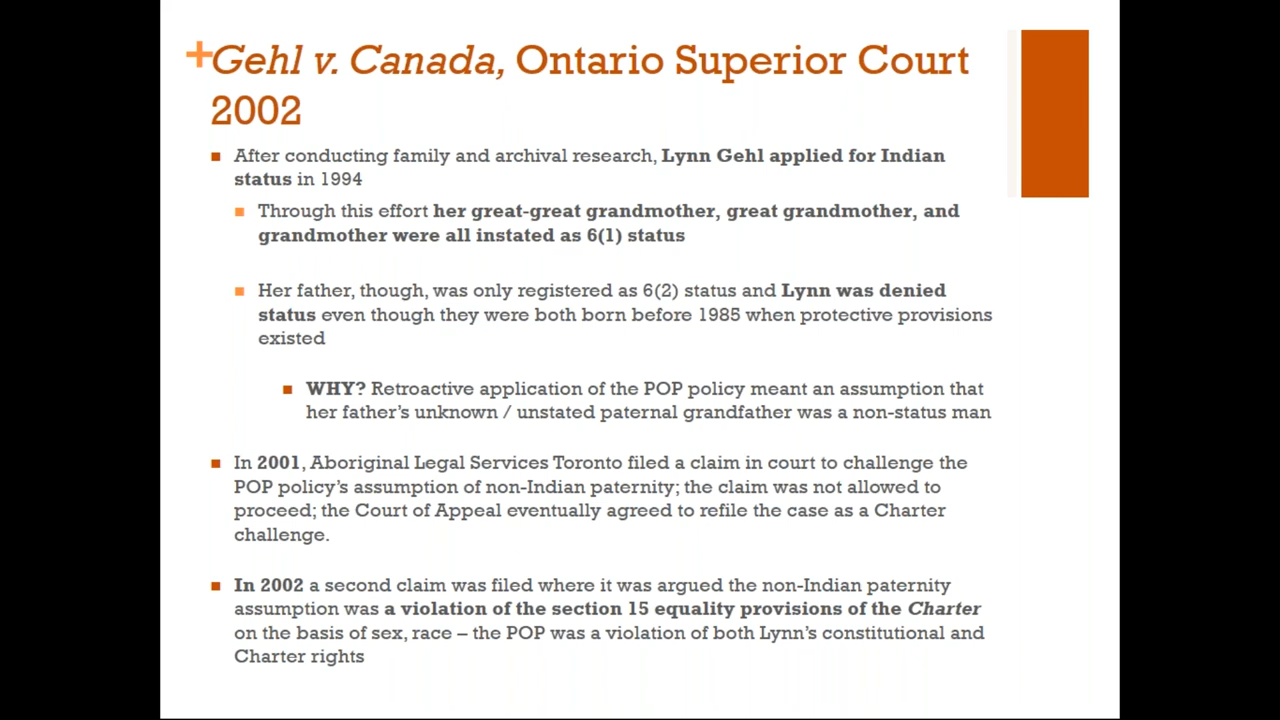 +Gehl v. Canada, Ontario Superior Court
2002
■ After conducting family and archival research, Lynn Gehl applied for Indian
status in 1994
■ Through this effort her great-great grandmother, great grandmother, and
grandmother were all instated as 6(1) status
■ Her father, though, was only registered as 6(2) status and Lynn was denied
status even though they were both born before 1985 when protective provisions
existed
■ WHY? Retroactive application of the POP policy meant an assumption that
her father's unknown / unstated paternal grandfather was a non-status man
■ In 2001, Aboriginal Legal Services Toronto filed a claim in court to challenge the
POP policy's assumption of non-Indian paternity; the claim was not allowed to
proceed; the Court of Appeal eventually agreed to refile the case as a Charter
challenge.
■ In 2002 a second claim was filed where it was argued the non-Indian paternity
assumption was a violation of the section 15 equality provisions of the Charter
on the basis of sex, race – the POP was a violation of both Lynn's constitutional and
Charter rights